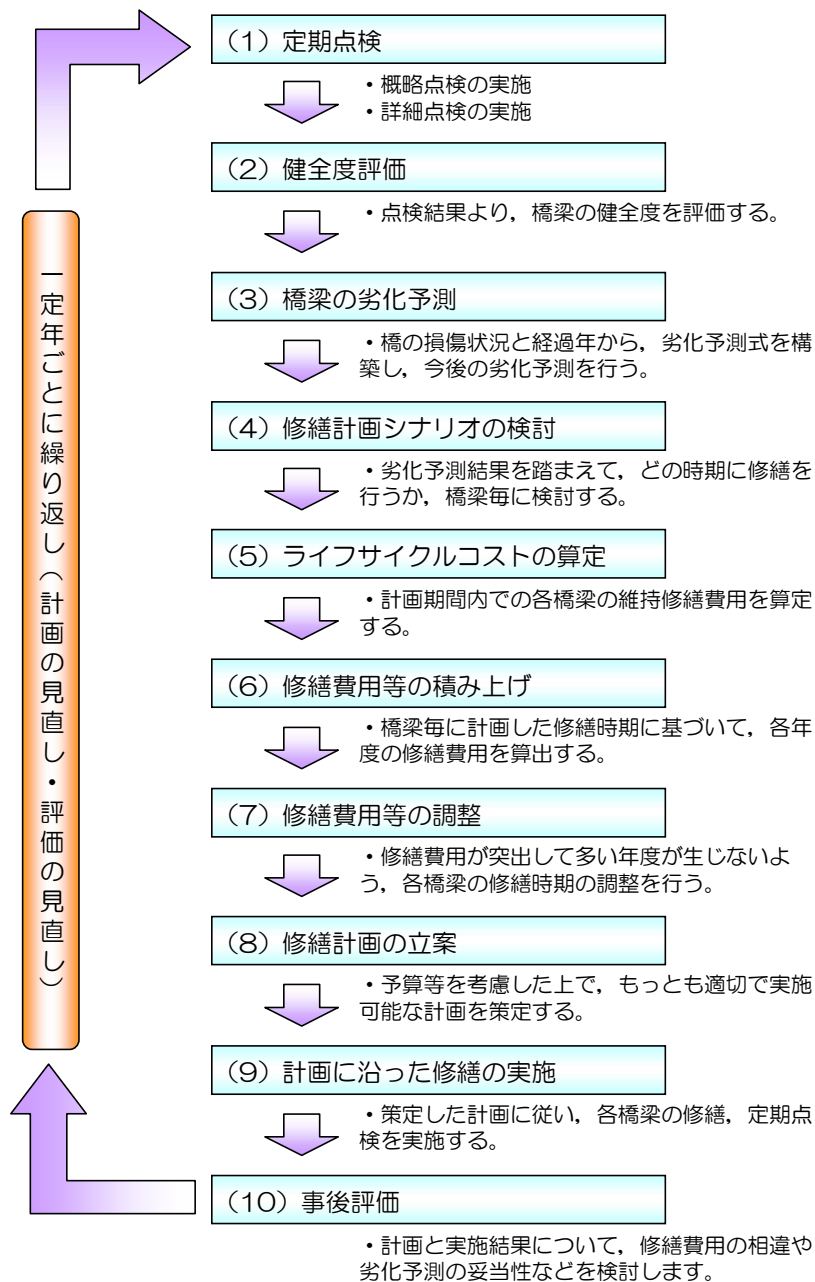 (1) 定期点検
・概略点検の実施
・詳細点検の実施
(2) 健全度評価
・点検結果より，橋梁の健全度を評価する。
(3) 橋梁の劣化予測
・橋の損傷状況と経過年から，劣化予測式を構
築し，今後の劣化予測を行う。
(4) 修繕計画シナリオの検討
・劣化予測結果を踏まえて，どの時期に修繕を
行うか，橋梁毎に検討する。
(5) ライフサイクルコストの算定
・計画期間内での各橋梁の維持修繕費用を算定
する。
(6) 修繕費用等の積み上げ
・橋梁毎に計画した修繕時期に基づいて，各年
度の修繕費用を算出する。
(7) 修繕費用等の調整
・修繕費用が突出して多い年度が生じないよ
う，各橋梁の修繕時期の調整を行う。
(8) 修繕計画の立案
・予算等を考慮した上で，もっとも適切で実施
可能な計画を策定する。
(9) 計画に沿った修繕の実施
・策定した計画に従い，各橋梁の修繕，定期点
検を実施する。
(10) 事後評価
・計画と実施結果について，修繕費用の相違や
劣化予測の妥当性などを検討します。
一定年ごとに繰り返し（計画の見直し・評価の見直し）